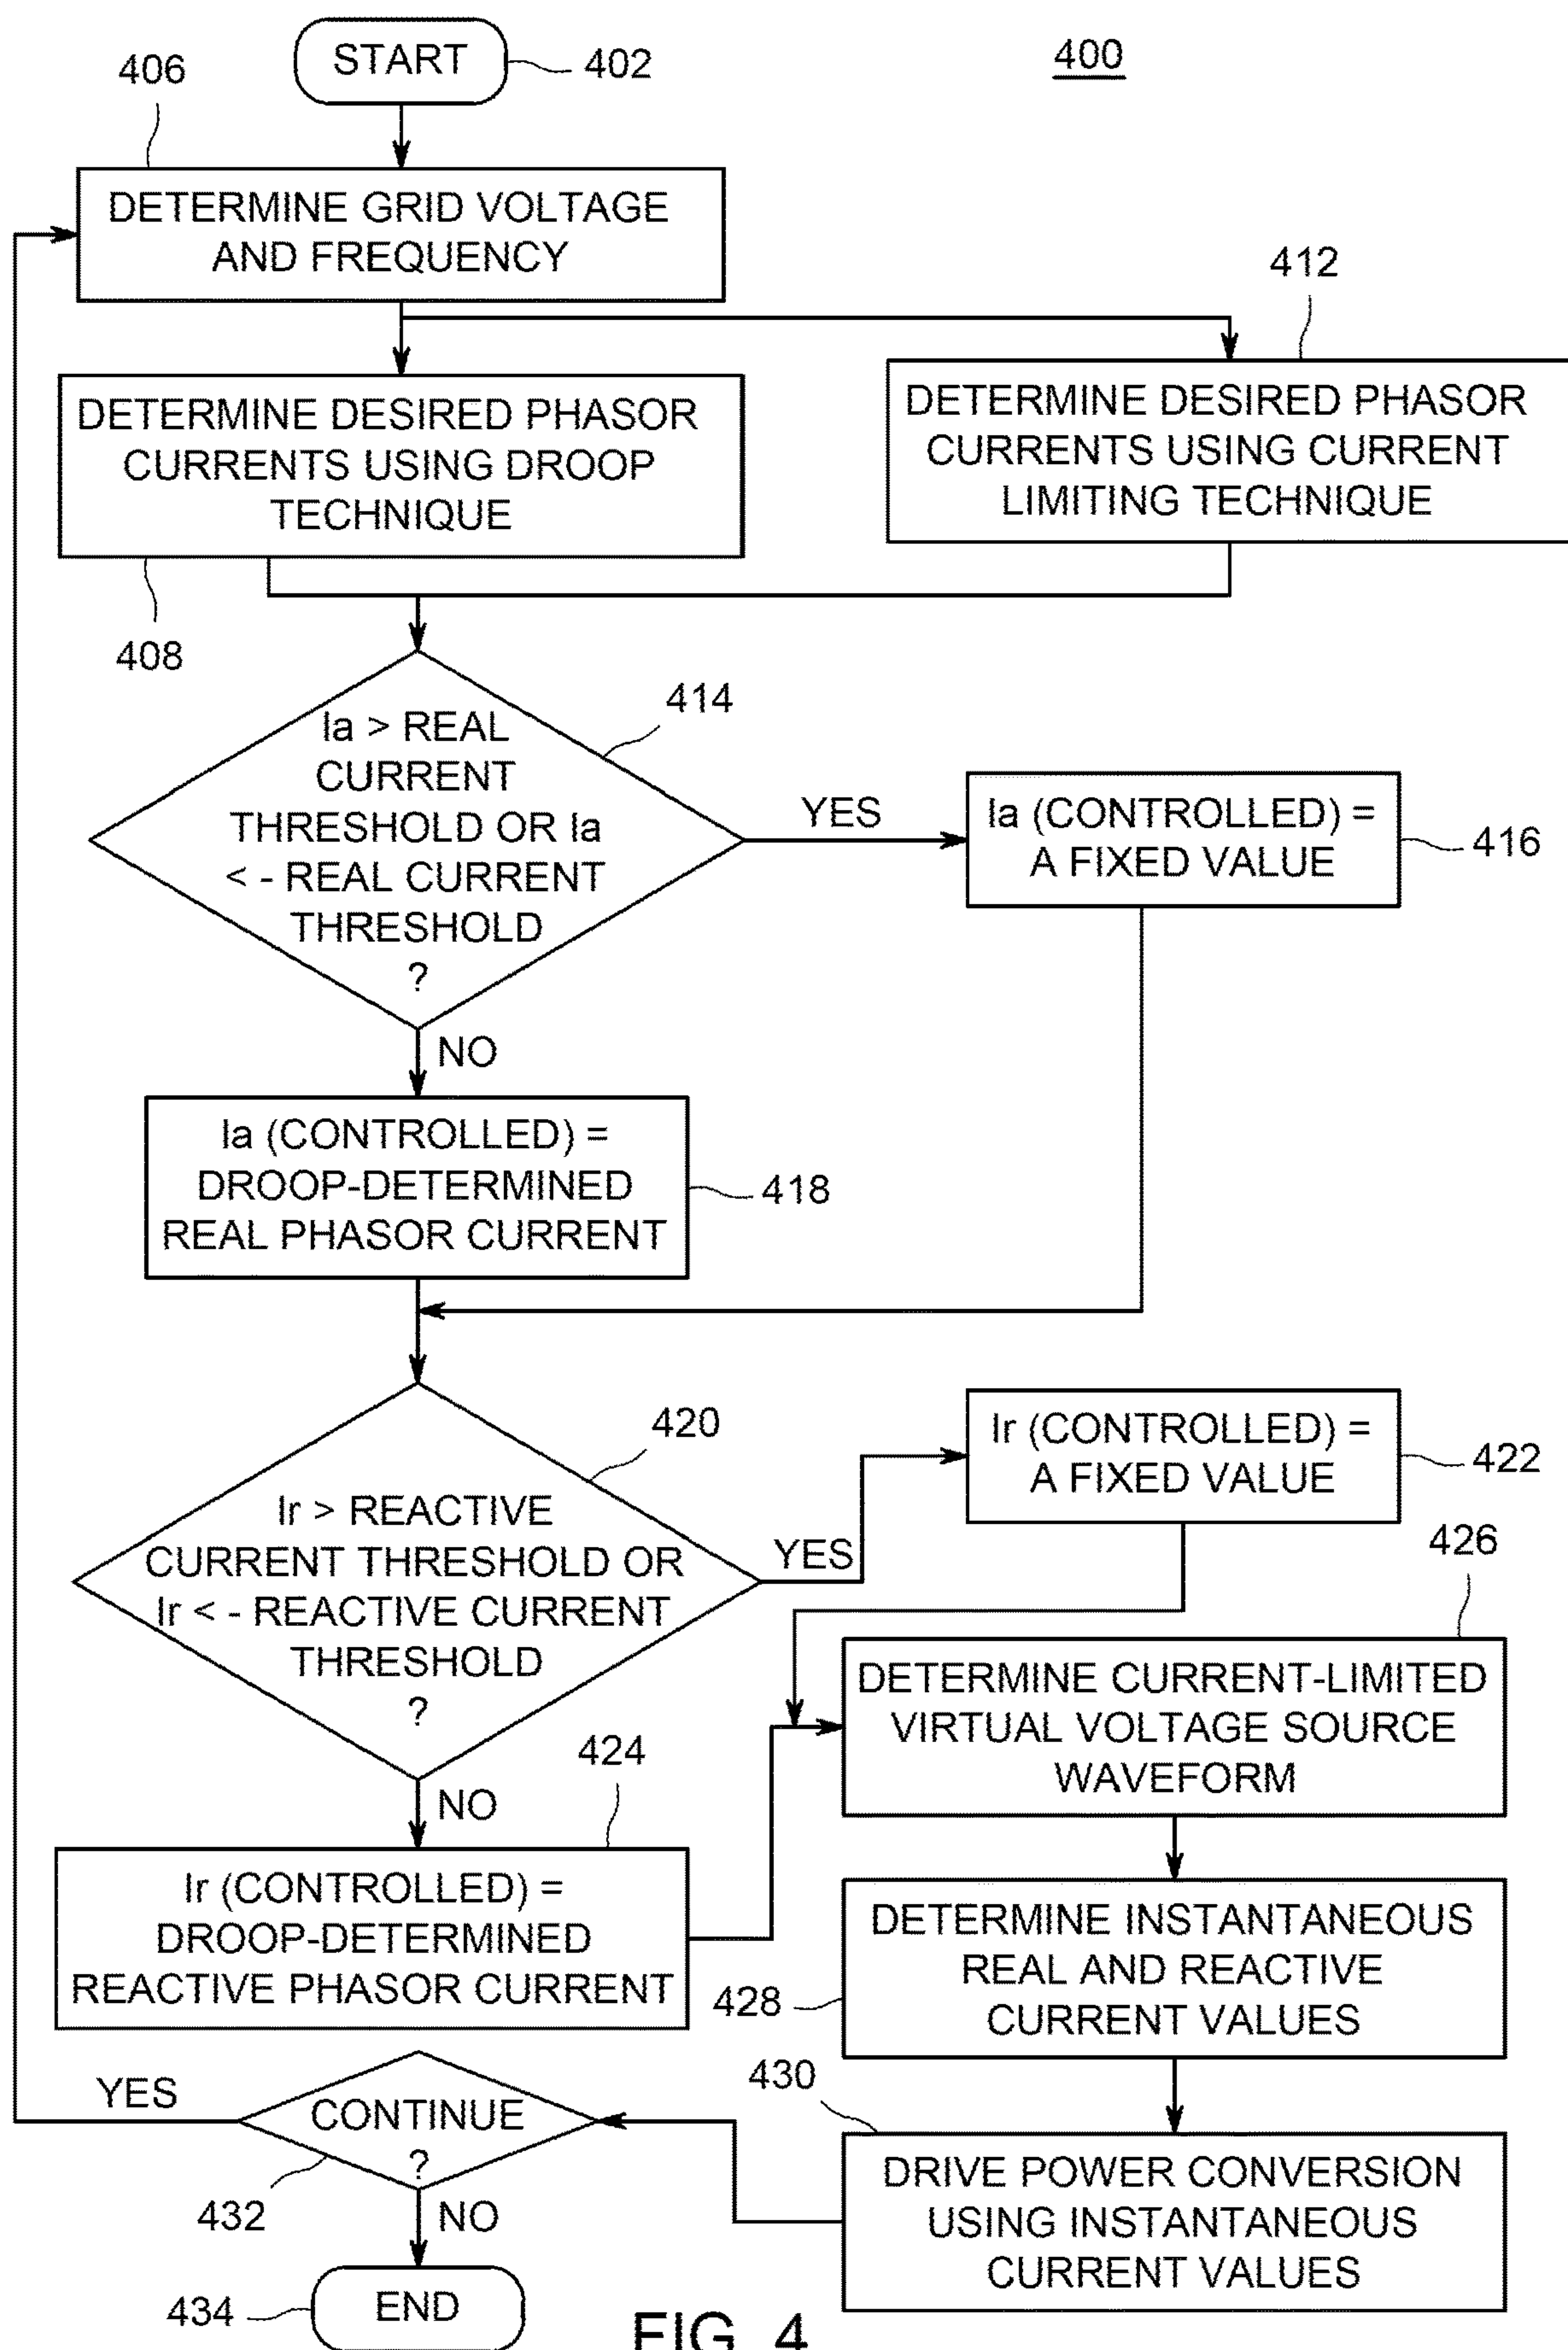 400
START
402
406
DETERMINE GRID VOLTAGE
AND FREQUENCY
412
DETERMINE DESIRED PHASOR
CURRENTS USING DROOP
TECHNIQUE
408
DETERMINE DESIRED PHASOR
CURRENTS USING CURRENT
LIMITING TECHNIQUE
414
Ia > REAL
CURRENT
THRESHOLD OR Ia
< - REAL CURRENT
THRESHOLD
?
YES
Ia (CONTROLLED) =
A FIXED VALUE
416
NO
Ia (CONTROLLED) =
DROOP-DETERMINED
REAL PHASOR CURRENT
418
420
Ir > REACTIVE
CURRENT THRESHOLD OR
Ir < - REACTIVE CURRENT
THRESHOLD
?
YES
Ir (CONTROLLED) =
A FIXED VALUE
422
NO
424
Ir (CONTROLLED) =
DROOP-DETERMINED
REACTIVE PHASOR CURRENT
426
DETERMINE CURRENT-LIMITED
VIRTUAL VOLTAGE SOURCE
WAVEFORM
DETERMINE INSTANTANEOUS
REAL AND REACTIVE
CURRENT VALUES
428
430
DRIVE POWER CONVERSION
USING INSTANTANEOUS
CURRENT VALUES
YES
CONTINUE
?
432
NO
END
434
FIG. 4